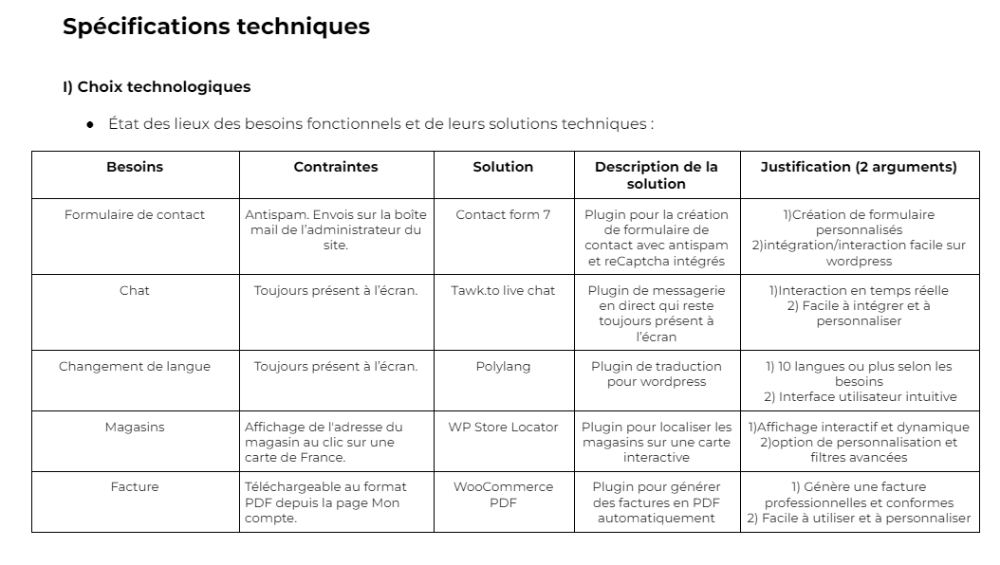 Spécifications techniques
I) Choix technologiques
● État des lieux des besoins fonctionnels et de leurs solutions techniques :
Besoins
Contraintes
Solution
Description de la
solution
Justification (2 arguments)
Formulaire de contact
Antispam. Envois sur la boîte
mail de l'administrateur du
site.
Contact form 7
Plugin pour la création
de formulaire de
contact avec antispam
et reCaptcha intégrés
1)Création de formulaire
personnalisés
2)intégration/interaction facile sur
wordpress
Chat
Toujours présent à l'écran.
Tawk.to live chat
Plugin de messagerie
en direct qui reste
toujours présent à
l'écran
1)Interaction en temps réelle
2) Facile à intégrer et à
personnaliser
Changement de langue
Toujours présent à l'écran.
Polylang
Plugin de traduction
pour wordpress
1) 10 langues ou plus selon les
besoins
2) Interface utilisateur intuitive
Magasins
Affichage de l'adresse du
magasin au clic sur une
carte de France.
WP Store Locator
Plugin pour localiser les
magasins sur une carte
interactive
1)Affichage interactif et dynamique
2)option de personnalisation et
filtres avancées
Facture
Téléchargeable au format
PDF depuis la page Mon
compte.
WooCommerce
PDF
Plugin pour générer
des factures en PDF
automatiquement
1) Génère une facture
professionnelles et conformes
2) Facile à utiliser et à personnaliser